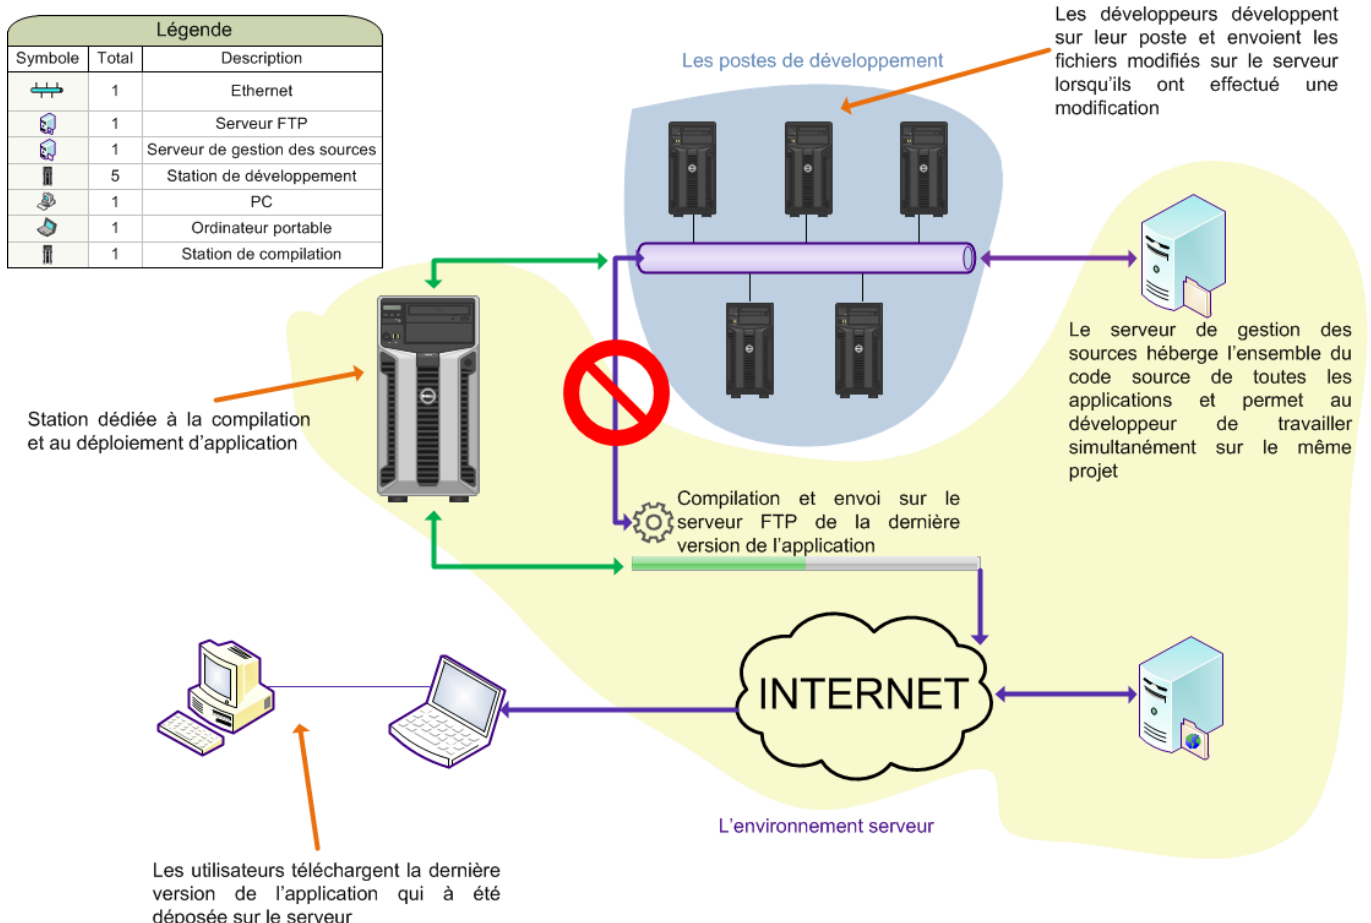 Légende
Symbole Total Description
1 Ethernet
1 Serveur FTP
1 Serveur de gestion des sources
5 Station de développement
1 PC
1 Ordinateur portable
1 Station de compilation
Les postes de développement
Les développeurs développent
sur leur poste et envoient les
fichiers modifiés sur le serveur
lorsqu'ils ont effectué une
modification
Le serveur de gestion des
sources héberge l'ensemble du
code source de toutes les
applications et permet au
développeur de travailler
simultanément sur le même
projet
Station dédiée à la compilation
et au déploiement d'application
Compilation et envoi sur le
serveur FTP de la dernière
version de l'application
INTERNET
L'environnement serveur
Les utilisateurs téléchargent la dernière
version de l'application qui à été
déposée sur le serveur